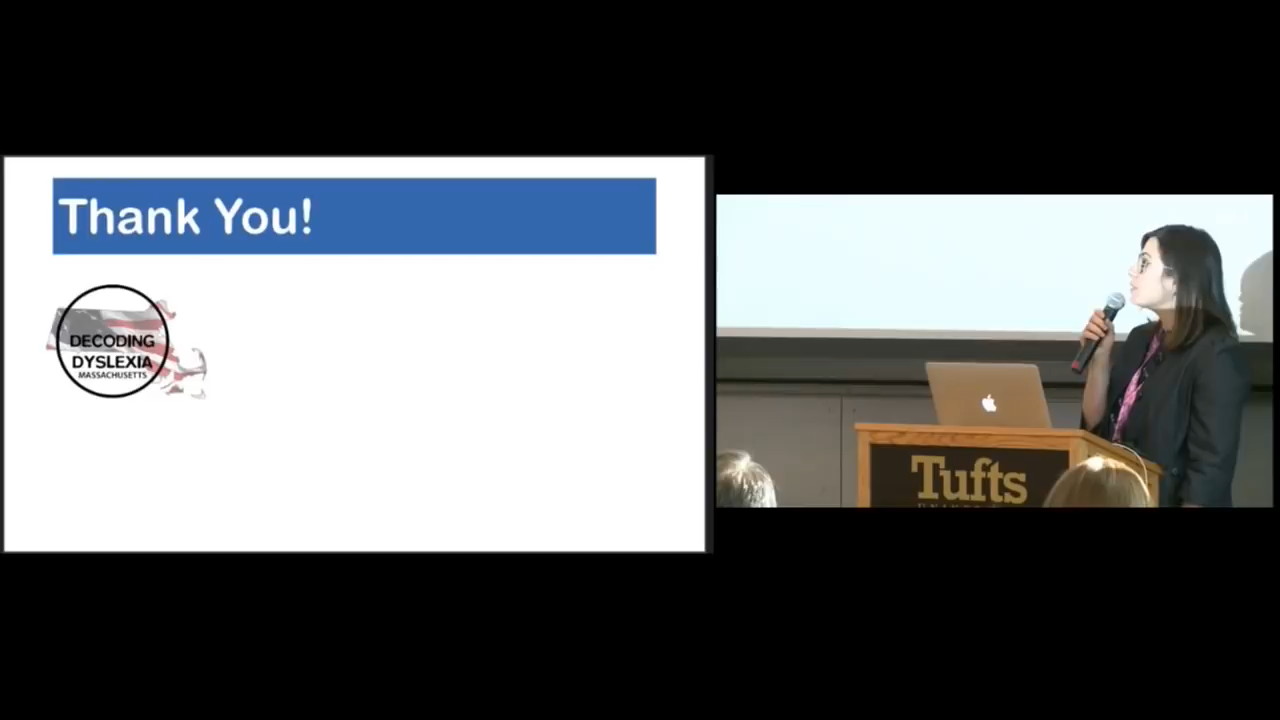 Thank You!
DECODING
DYSLEXIA
MASSACHUSETTS
Tufts